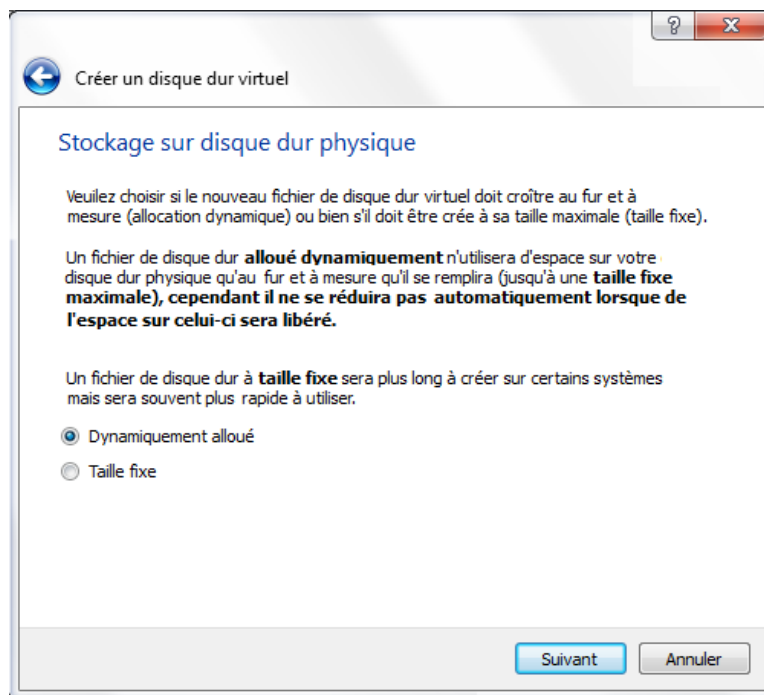 Créer un disque dur virtuel
Stockage sur disque dur physique
Veuilez choisir si le nouveau fichier de disque dur virtuel doit croître au fur et à
mesure (allocation dynamique) ou bien s'il doit être crée à sa taille maximale (taille fixe).
Un fichier de disque dur alloué dynamiquement n'utilisera d'espace sur votre
disque dur physique qu'au fur et à mesure qu'il se remplira (jusqu'à une taille fixe
maximale), cependant il ne se réduira pas automatiquement lorsque de
l'espace sur celui-ci sera libéré.
Un fichier de disque dur à taille fixe sera plus long à créer sur certains systèmes
mais sera souvent plus rapide à utiliser.
Dynamiquement alloué
Taille fixe
Suivant Annuler